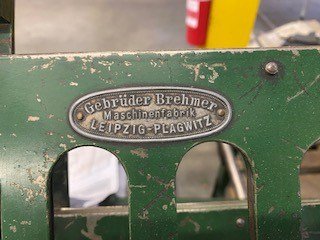 Gebrüder Brehmer
Maschinenfabrik
LEIPZIG-PLAGWITZ